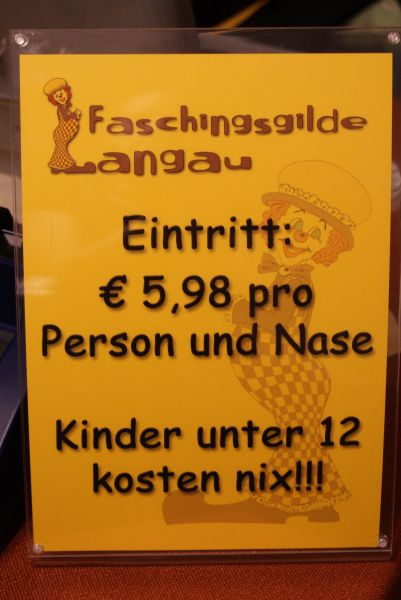 Faschingsgilde
Langau
Eintritt:
€ 5,98 pro
Person und Nase
Kinder unter 12
kosten nix!!!